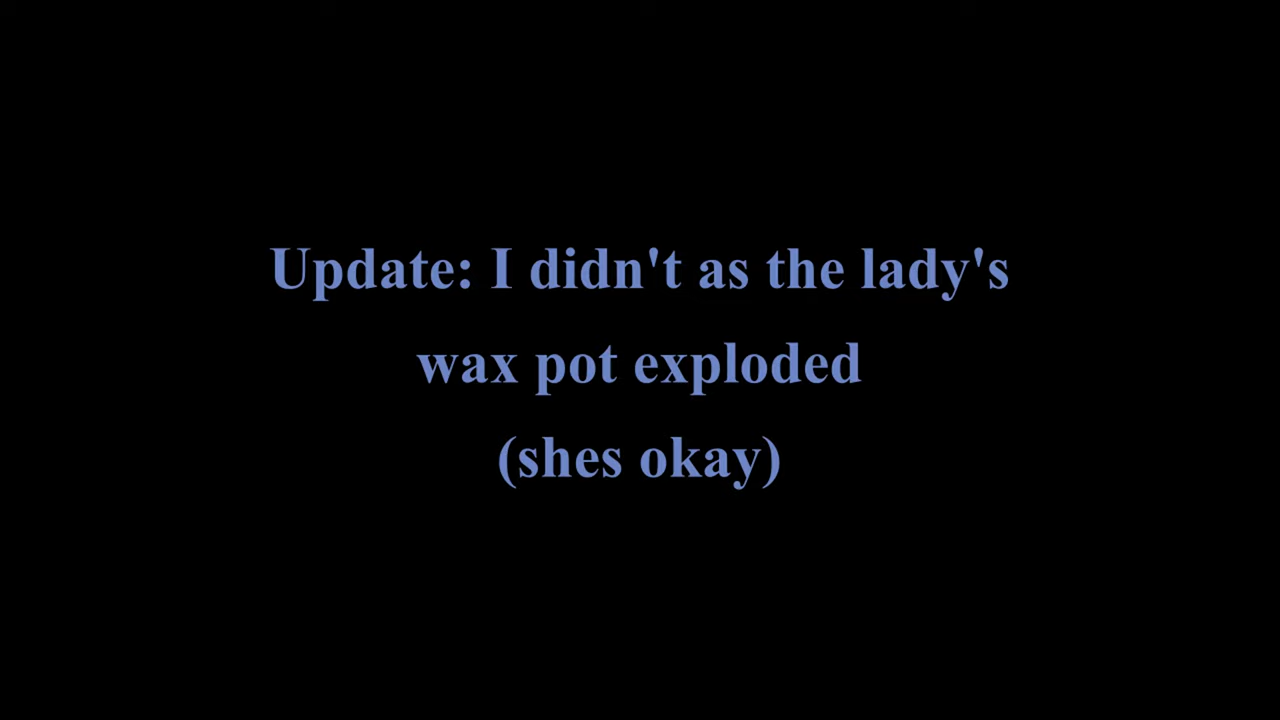 Update: I didn't as the lady's
wax pot exploded
(shes okay)